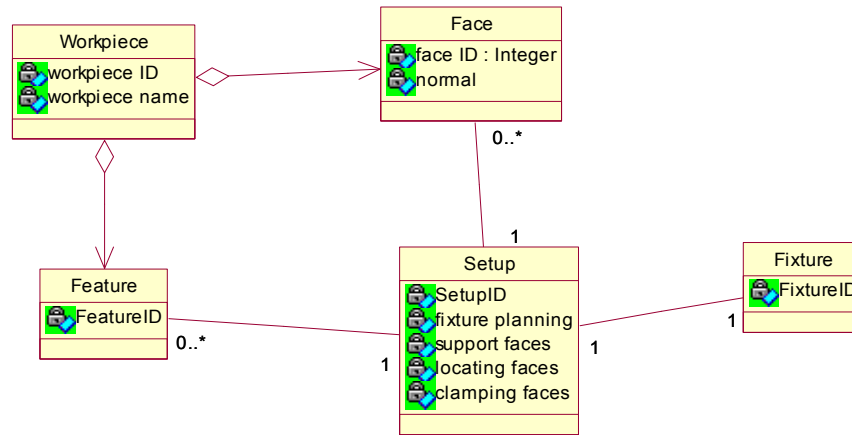 Workpiece
workpiece ID
workpiece name
Face
face ID : Integer
normal
0..*
1
Feature
FeatureID
0..*
1
Setup
SetupID
fixture planning
support faces
locating faces
clamping faces
1
1
Fixture
FixtureID